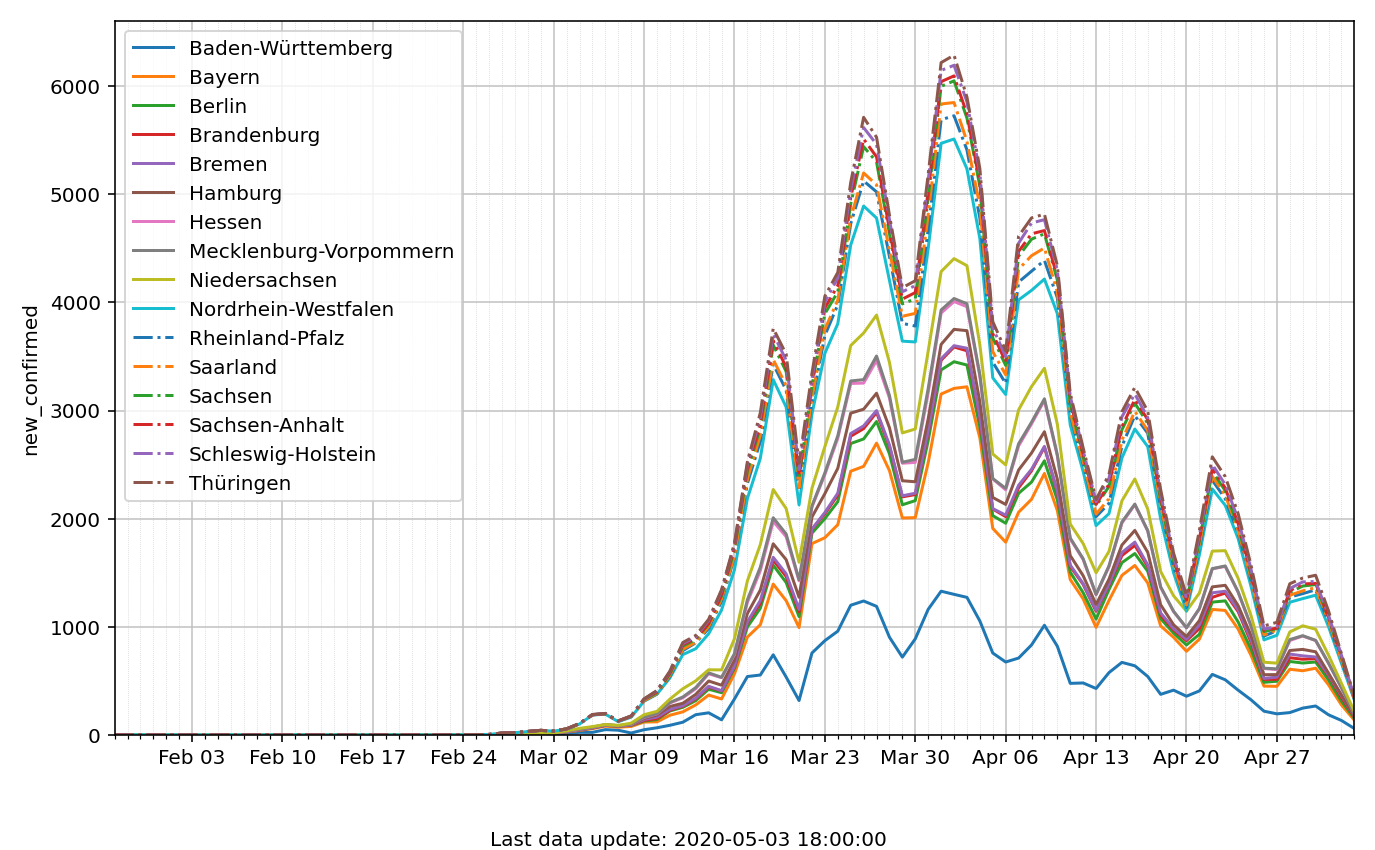 Baden-Württemberg
Bayern
Berlin
Brandenburg
Bremen
Hamburg
Hessen
Mecklenburg-Vorpommern
Niedersachsen
Nordrhein-Westfalen
Rheinland-Pfalz
Saarland
Sachsen
Sachsen-Anhalt
Schleswig-Holstein
Thüringen
new_confirmed
6000
5000
4000
3000
2000
1000
0
Feb 03 Feb 10 Feb 17 Feb 24 Mar 02 Mar 09 Mar 16 Mar 23 Mar 30 Apr 06 Apr 13 Apr 20 Apr 27
Last data update: 2020-05-03 18:00:00